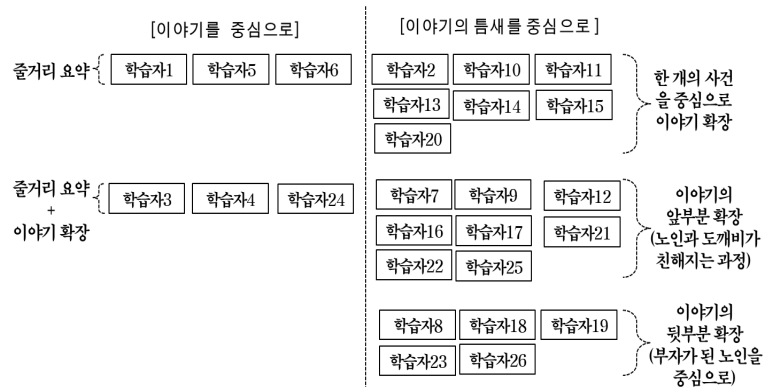 [이야기를 중심으로]
줄거리 요약
학습자1 학습자5 학습자6
줄거리 요약
+
이야기 확장
학습자3 학습자4 학습자24
[이야기의 틈새를 중심으로 ]
학습자2 학습자10 학습자11
학습자13 학습자14 학습자15
학습자20
한 개의 사건
을 중심으로
이야기 확장
학습자7 학습자9 학습자12
학습자16 학습자17 학습자21
학습자22 학습자25
이야기의
앞부분 확장
(노인과 도깨비가
친해지는 과정)
학습자8 학습자18 학습자19
학습자23 학습자26
이야기의
뒷부분 확장
(부자가 된 노인을
중심으로)